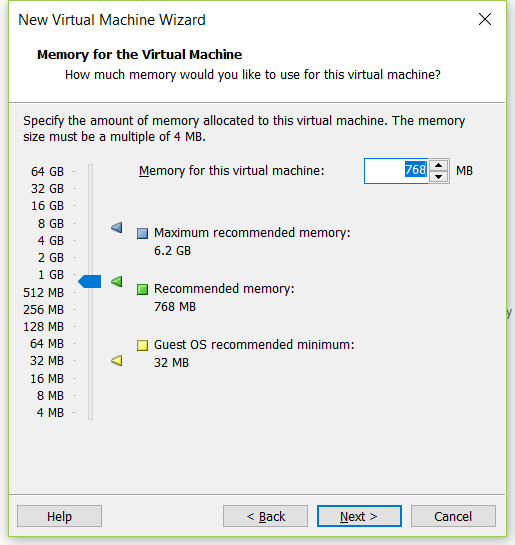 New Virtual Machine Wizard
Memory for the Virtual Machine
How much memory would you like to use for this virtual machine?
Specify the amount of memory allocated to this virtual machine. The memory
size must be a multiple of 4 MB.
Memory for this virtual machine: 768 MB
64 GB
32 GB
16 GB
8 GB
4 GB
2 GB
1 GB
512 MB
256 MB
128 MB
64 MB
32 MB
16 MB
8 MB
4 MB
Maximum recommended memory:
6.2 GB
Recommended memory:
768 MB
Guest OS recommended minimum:
32 MB
y
Help
< Back
Next >
Cancel